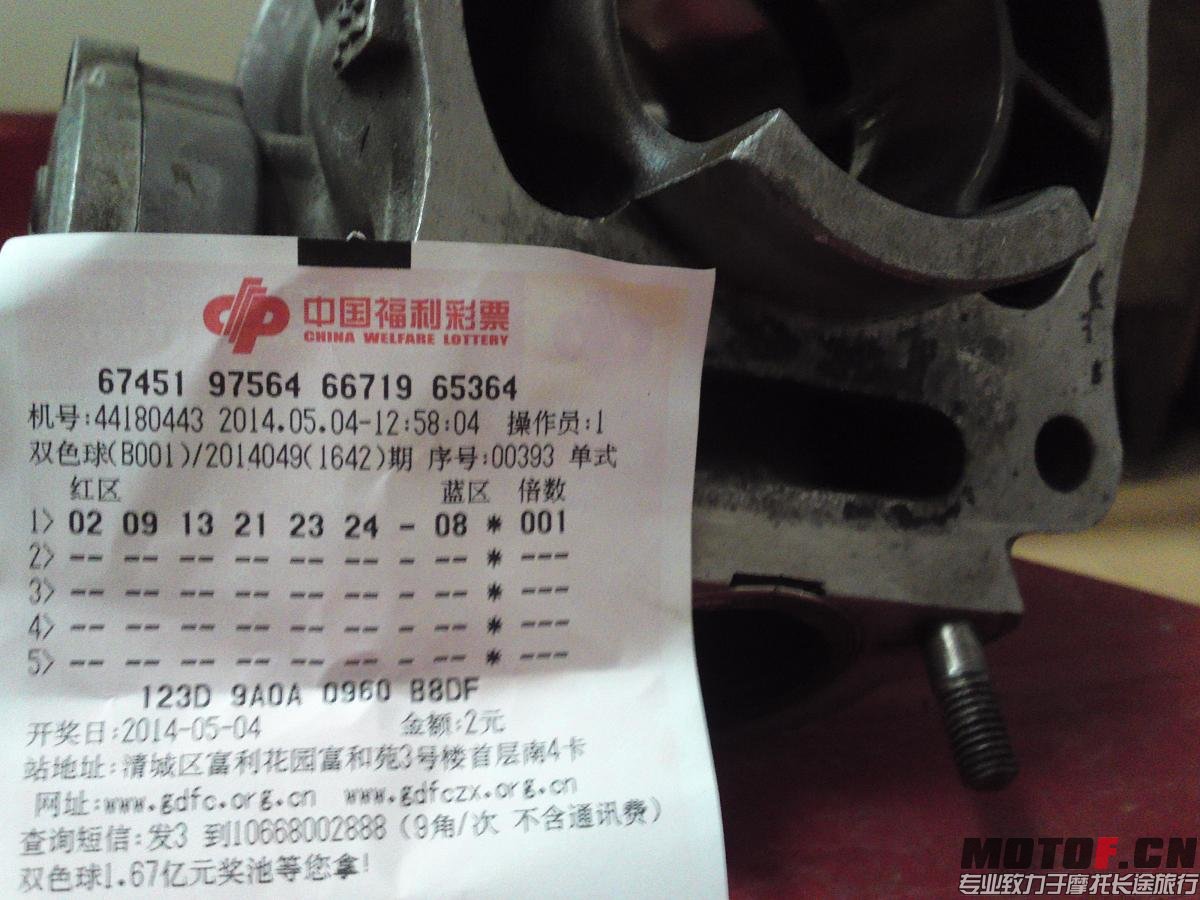 中国福利彩票
CHINA WELFARE LOTTERY
67451 97564 66719 65364
机号:44180443 2014.05.04-12:58:04 操作员:1
双色球(B001)/2014049(1642)期 序号:00393 单式
红区 蓝区 倍数
1> 02 09 13 21 23 24 - 08 * 001
2> -- -- -- -- -- -- - -- * ---
3> -- -- -- -- -- -- - -- * ---
4> -- -- -- -- -- -- - -- * ---
5> -- -- -- -- -- -- - -- * ---
123D 9A0A 0960 B8DF
开奖日:2014-05-04 金额:2元
站地址:清城区富利花园富和苑3号楼首层南4卡
网址:www.gdfc.org.cn www.gdfczx.org.cn
查询短信:发3 到10668002888(9角/次 不含通讯费)
双色球1.67亿元奖池等您拿!
MOTOF.CN
专业致力于摩托长途旅行